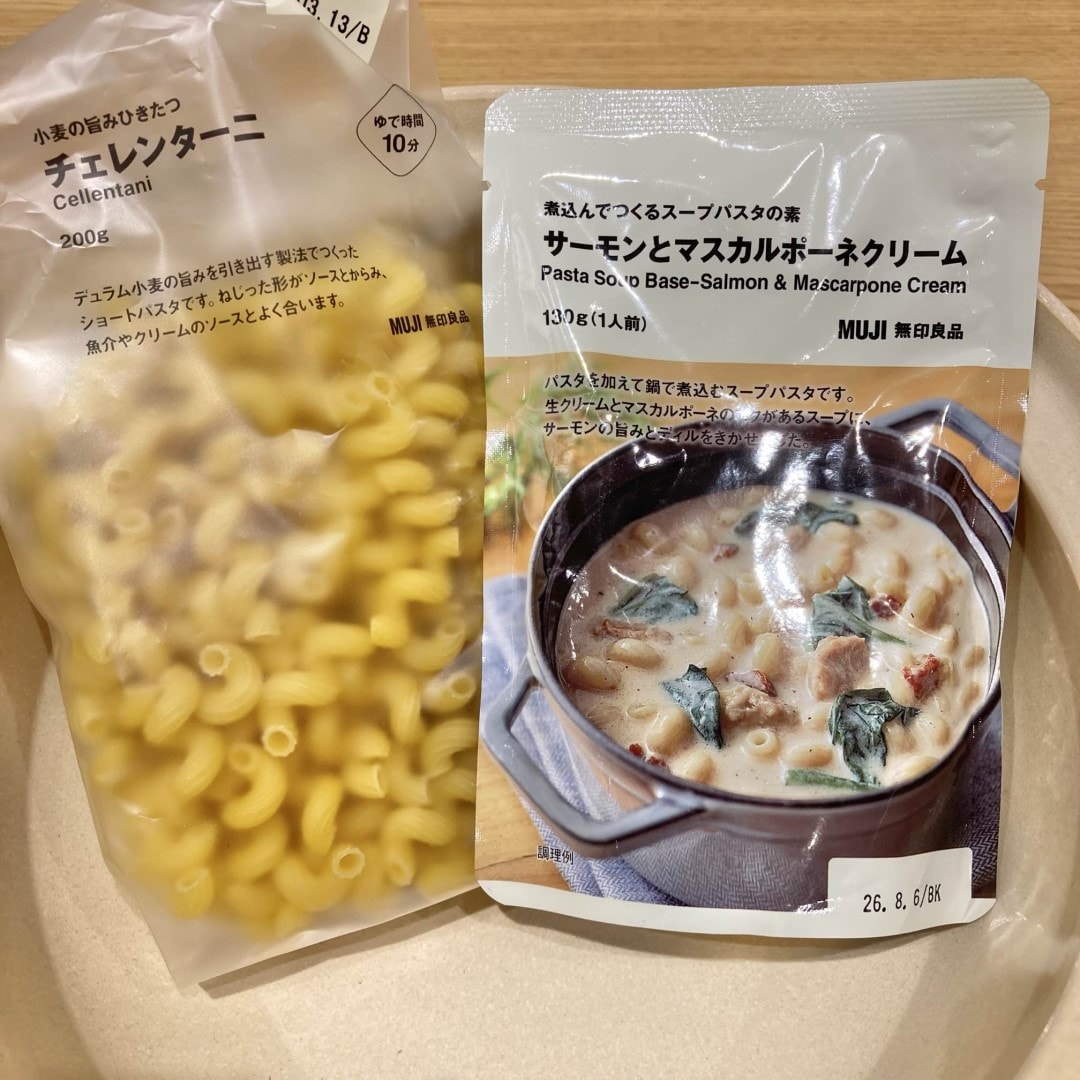 13/B
小麦の旨みひきたつ
チェレンターニ
Cellentani
200g
ゆで時間
10分
デュラム小麦の旨みを引き出す製法でつくった
ショートパスタです。ねじった形がソースとからみ、
魚介やクリームのソースとよく合います。
MUJI 無印良品
煮込んでつくるスープパスタの素
サーモンとマスカルポーネクリーム
Pasta Soup Base-Salmon & Mascarpone Cream
130g(1人前)
MUJI 無印良品
パスタを加えて鍋で煮込むスープパスタです。
生クリームとマスカルポーネの クがあるスープに、
サーモンの旨みとディルをきかせ した。
調理例
26. 8. 6/BK